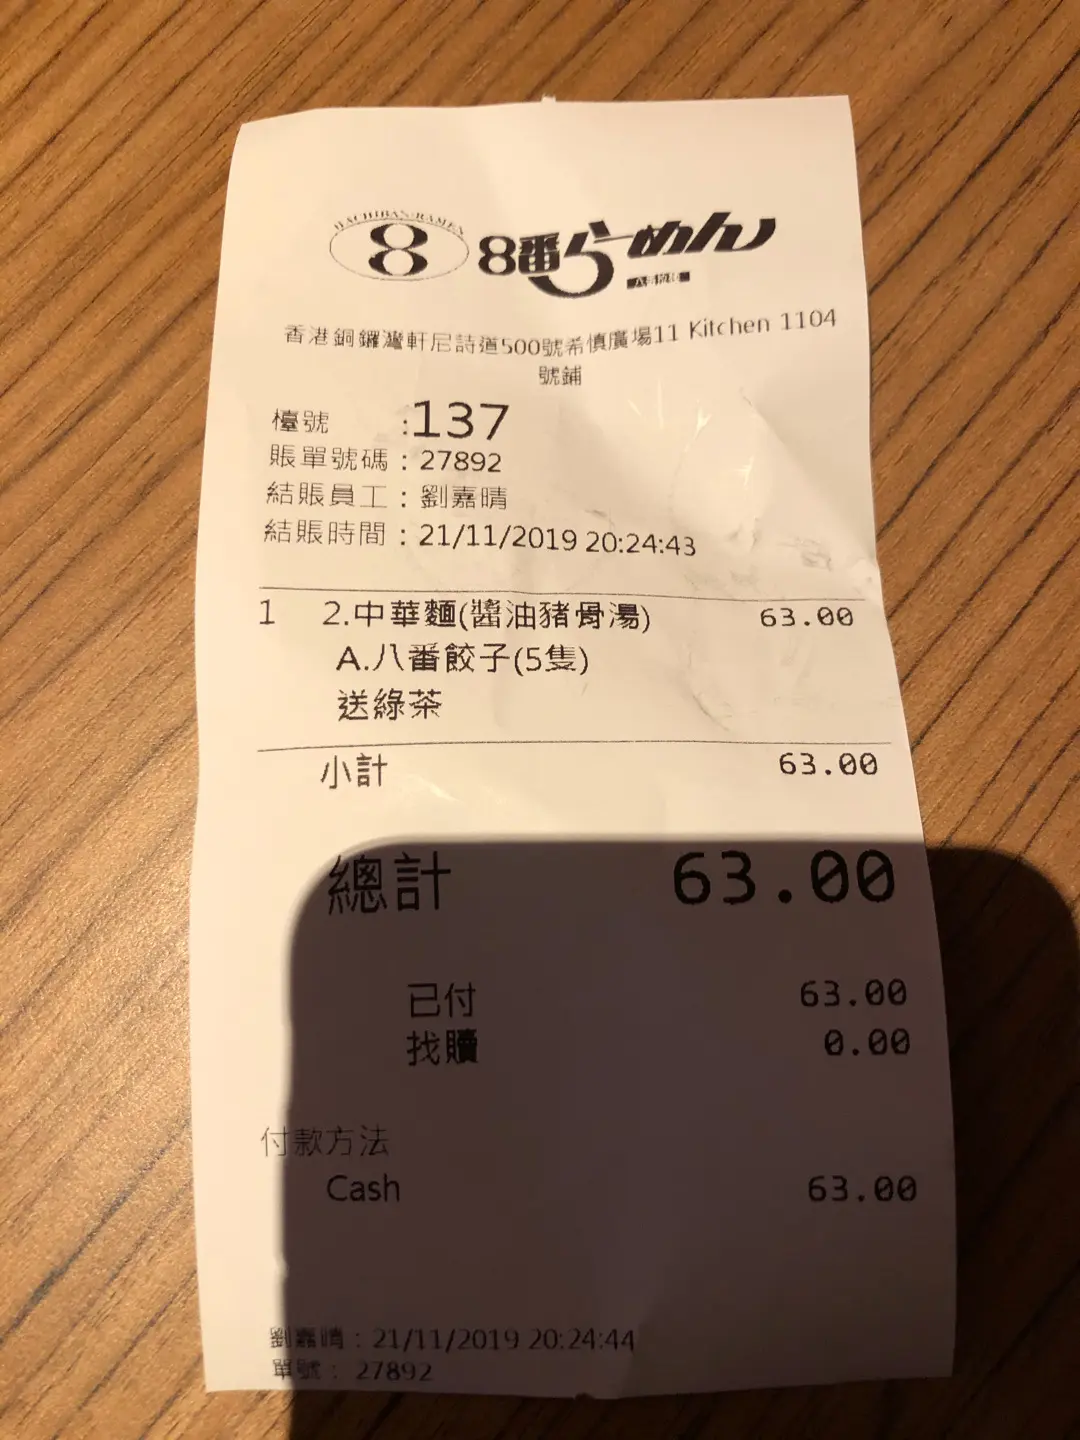 HACHIBAN RAMEN
8 8番らーめん
八番拉麺
香港銅鑼灣軒尼詩道500號希慎廣場11 Kitchen 1104
號鋪
檯號 :137
賬單號碼 : 27892
結賬員工 : 劉嘉晴
結賬時間 : 21/11/2019 20:24:43
1 2.中華麵(醬油豬骨湯) 63.00
A.八番餃子(5隻)
送綠茶
小計 63.00
總計 63.00
已付 63.00
找贖 0.00
付款方法
Cash 63.00
劉嘉晴 : 21/11/2019 20:24:44
單號 : 27892